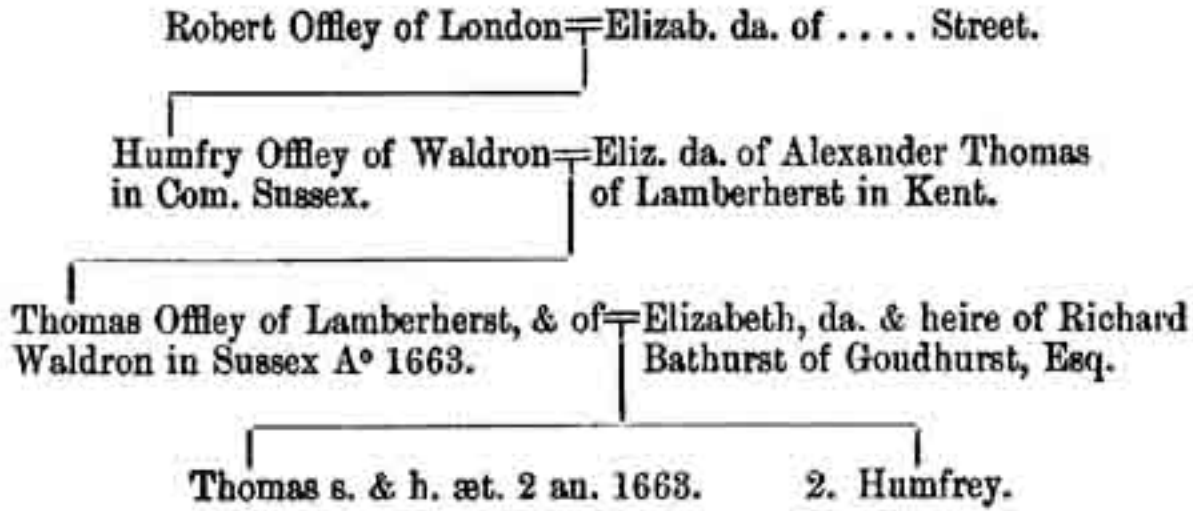 Robert Offley of London=Elizab. da. of .... Street.
Humfry Offley of Waldron=Eliz. da. of Alexander Thomas
in Com. Sussex. of Lamberherst in Kent.
Thomas Offley of Lamberherst, & of=Elizabeth, da. & heire of Richard
Waldron in Sussex Aº 1663. Bathurst of Goudhurst, Esq.
Thomas s. & h. æt. 2 an. 1663. 2. Humfrey.